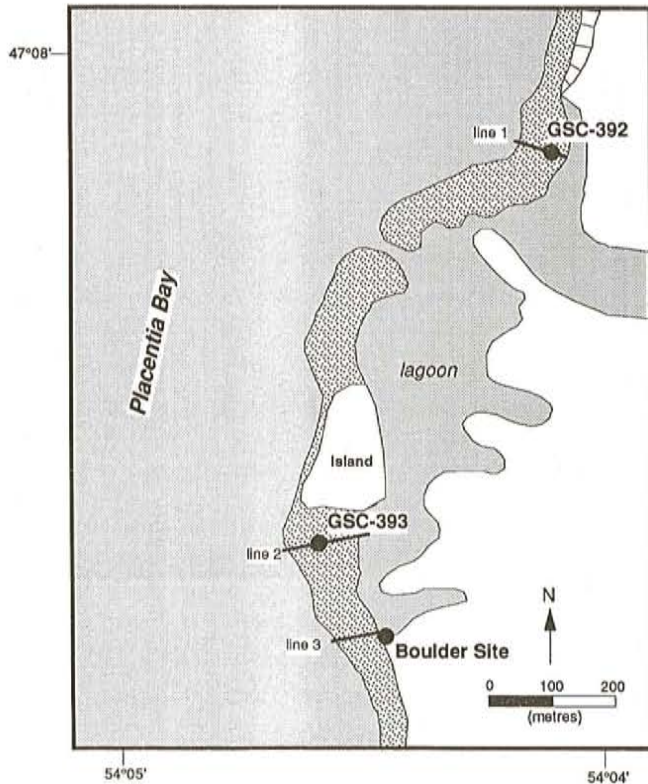 47°08'
line 1
GSC-392
Placentia Bay
lagoon
Island
GSC-393
line 2
line 3
Boulder Site
N
0 100 200
(metres)
54°05'
54°04'